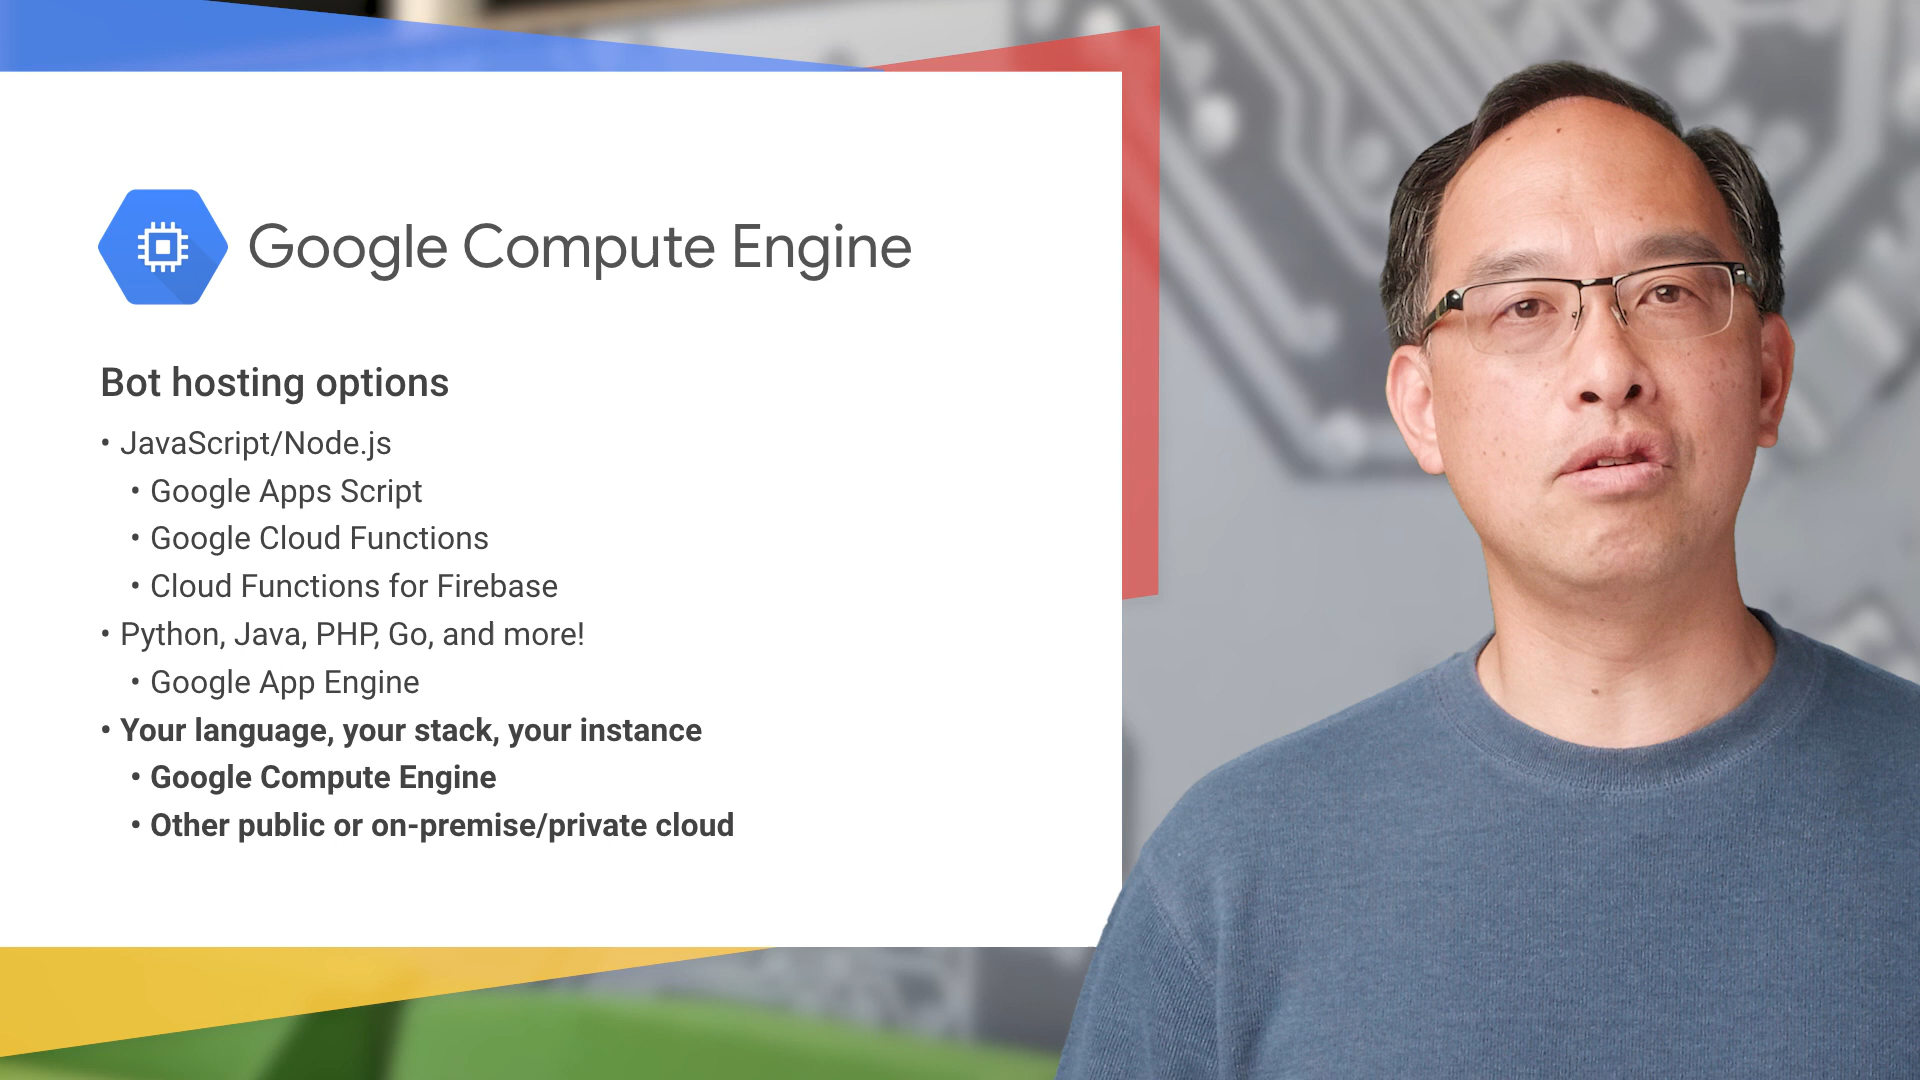 Google Compute Engine
Bot hosting options
• JavaScript/Node.js
• Google Apps Script
• Google Cloud Functions
• Cloud Functions for Firebase
• Python, Java, PHP, Go, and more!
• Google App Engine
• Your language, your stack, your instance
• Google Compute Engine
• Other public or on-premise/private cloud